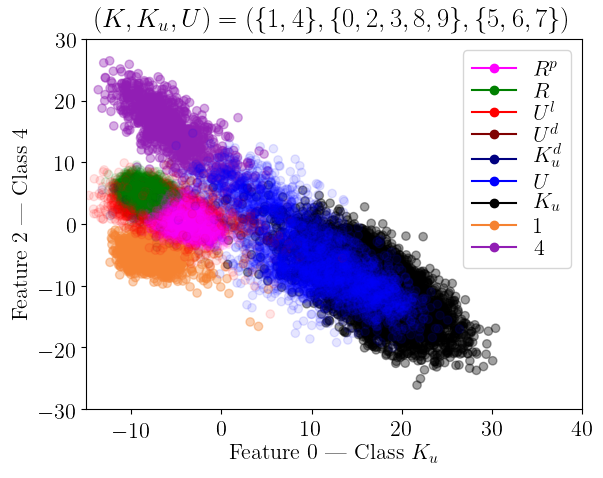 (K, K_u, U) = ({1, 4}, {0, 2, 3, 8, 9}, {5, 6, 7})
30
20
10
0
−10
−20
−30
Feature 2 — Class 4
R^p
R
U^l
U^d
K_u^d
U
K_u
1
4
−10 0 10 20 30 40
Feature 0 — Class K_u